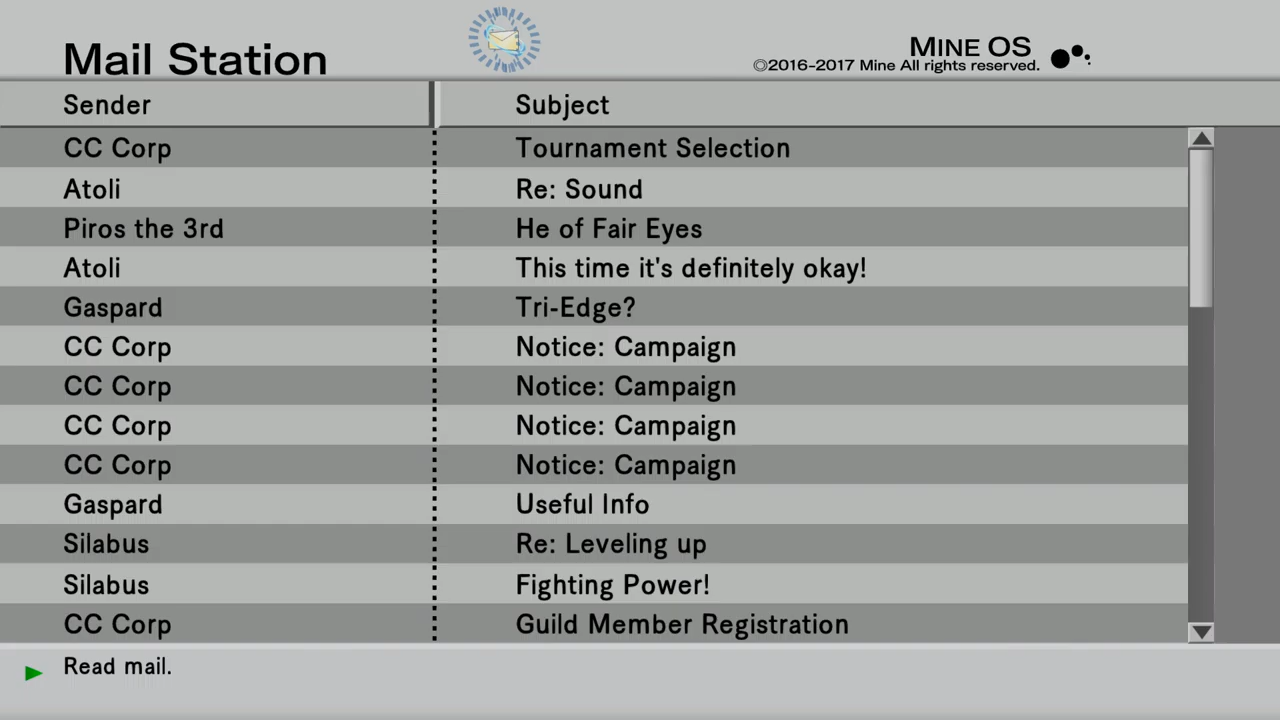 Mail Station
MINE OS
©2016-2017 Mine All rights reserved.
Sender Subject
CC Corp Tournament Selection
Atoli Re: Sound
Piros the 3rd He of Fair Eyes
Atoli This time it's definitely okay!
Gaspard Tri-Edge?
CC Corp Notice: Campaign
CC Corp Notice: Campaign
CC Corp Notice: Campaign
CC Corp Notice: Campaign
Gaspard Useful Info
Silabus Re: Leveling up
Silabus Fighting Power!
CC Corp Guild Member Registration
Read mail.